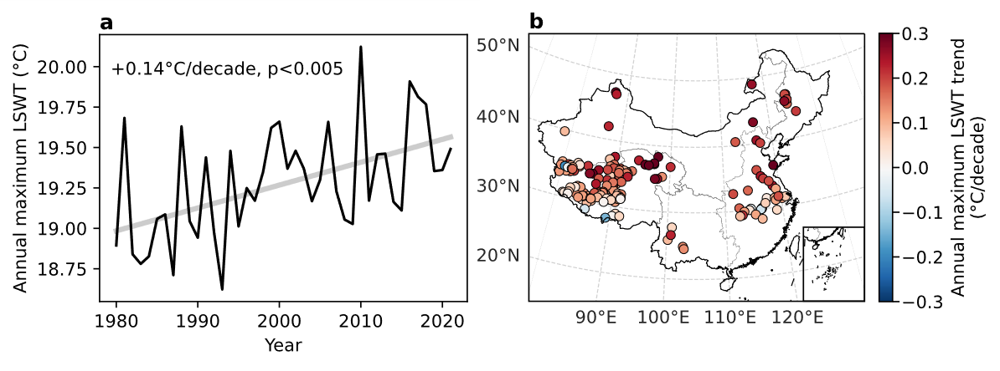 a
+0.14°C/decade, p<0.005
Annual maximum LSWT (°C)
20.00
19.75
19.50
19.25
19.00
18.75
1980
1990
2000
2010
2020
Year
b
50°N
40°N
30°N
20°N
90°E
100°E
110°E
120°E
0.3
0.2
0.1
0.0
−0.1
−0.2
−0.3
Annual maximum LSWT trend
(°C/decade)